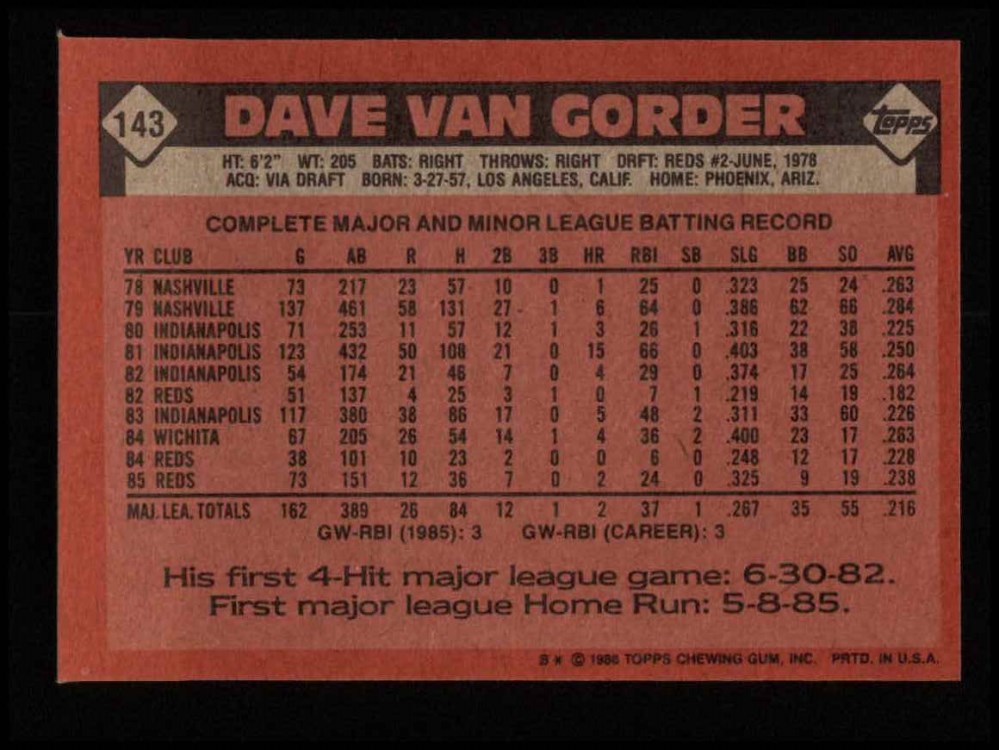 143 DAVE VAN GORDER Topps
HT: 6'2" WT: 205 BATS: RIGHT THROWS: RIGHT DRFT: REDS #2-JUNE, 1978
ACQ: VIA DRAFT BORN: 3-27-57, LOS ANGELES, CALIF. HOME: PHOENIX, ARIZ.
COMPLETE MAJOR AND MINOR LEAGUE BATTING RECORD
YR CLUB G AB R H 2B 3B HR RBI SB SLG BB SO AVG
78 NASHVILLE 73 217 23 57 10 0 1 25 0 .323 25 24 .263
79 NASHVILLE 137 461 58 131 27 1 6 64 0 .386 62 66 .284
80 INDIANAPOLIS 71 253 11 57 12 1 3 26 1 .316 22 38 .225
81 INDIANAPOLIS 123 432 50 108 21 0 15 66 0 .403 38 58 .250
82 INDIANAPOLIS 54 174 21 46 7 0 4 29 0 .374 17 25 .264
82 REDS 51 137 4 25 3 1 0 7 1 .219 14 19 .182
83 INDIANAPOLIS 117 380 38 86 17 0 5 48 2 .311 33 60 .226
84 WICHITA 67 205 26 54 14 1 4 36 2 .400 23 17 .263
84 REDS 38 101 10 23 2 0 0 6 0 .248 12 17 .228
85 REDS 73 151 12 36 7 0 2 24 0 .325 9 19 .238
MAJ. LEA. TOTALS 162 389 26 84 12 1 2 37 1 .267 35 55 .216
GW-RBI (1985): 3 GW-RBI (CAREER): 3
His first 4-Hit major league game: 6-30-82.
First major league Home Run: 5-8-85.
B * © 1986 TOPPS CHEWING GUM, INC. PRTD. IN U.S.A.